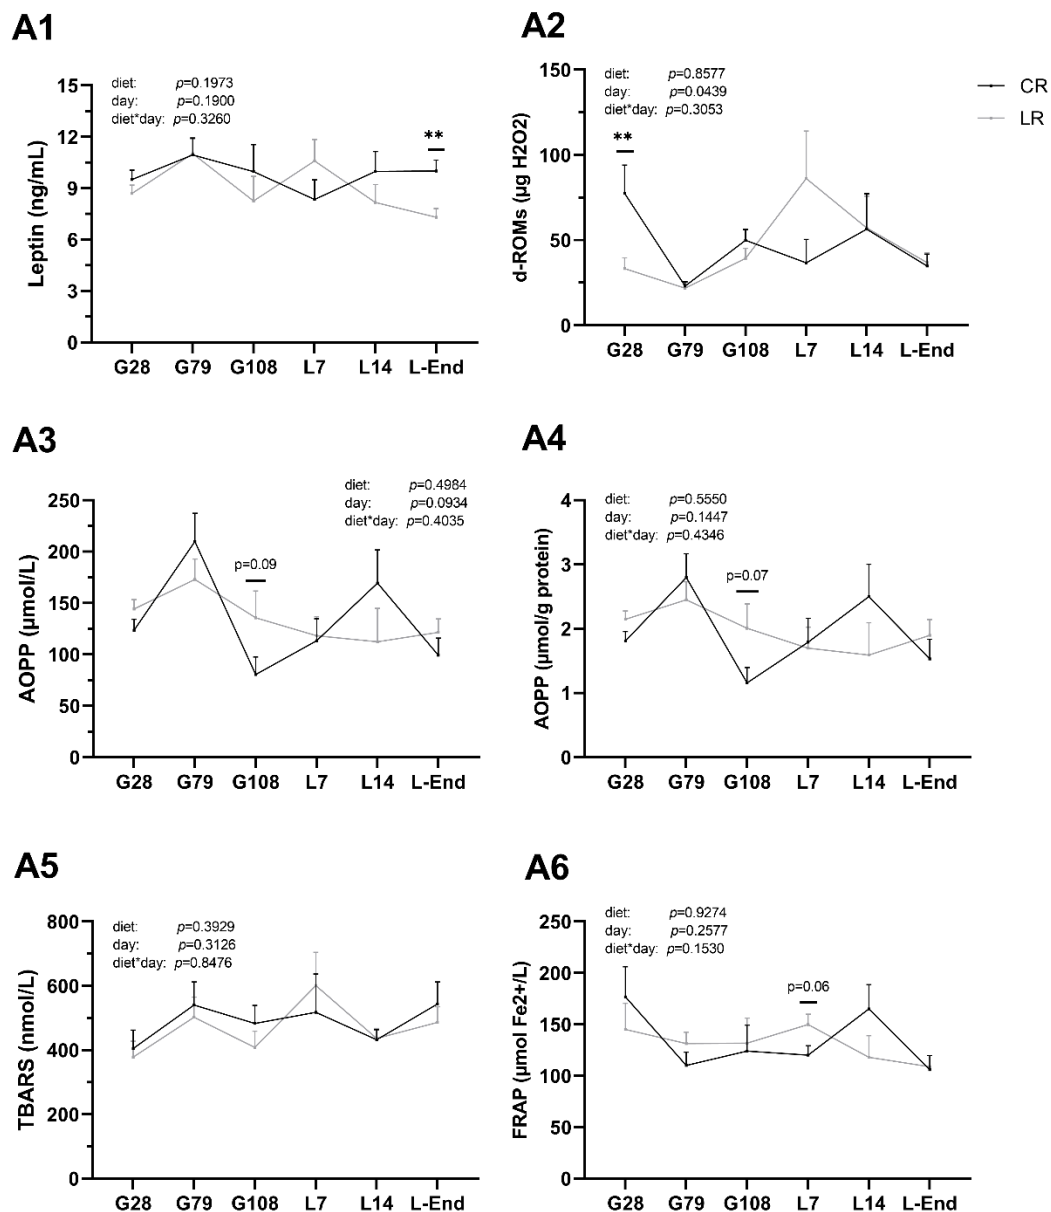 A1
diet: p=0.1973
day: p=0.1900
diet*day: p=0.3260
**
15
12
9
6
3
0
Leptin (ng/mL)
G28 G79 G108 L7 L14 L-End
A2
diet: p=0.8577
day: p=0.0439
diet*day: p=0.3053
**
150
100
50
0
d-ROMs (µg H2O2)
G28 G79 G108 L7 L14 L-End
CR
LR
A3
diet: p=0.4984
day: p=0.0934
diet*day: p=0.4035
p=0.09
250
200
150
100
50
0
AOPP (µmol/L)
G28 G79 G108 L7 L14 L-End
A4
diet: p=0.5550
day: p=0.1447
diet*day: p=0.4346
p=0.07
4
3
2
1
0
AOPP (µmol/g protein)
G28 G79 G108 L7 L14 L-End
A5
diet: p=0.3929
day: p=0.3126
diet*day: p=0.8476
800
600
400
200
0
TBARS (nmol/L)
G28 G79 G108 L7 L14 L-End
A6
diet: p=0.9274
day: p=0.2577
diet*day: p=0.1530
p=0.06
250
200
150
100
50
0
FRAP (µmol Fe2+/L)
G28 G79 G108 L7 L14 L-End